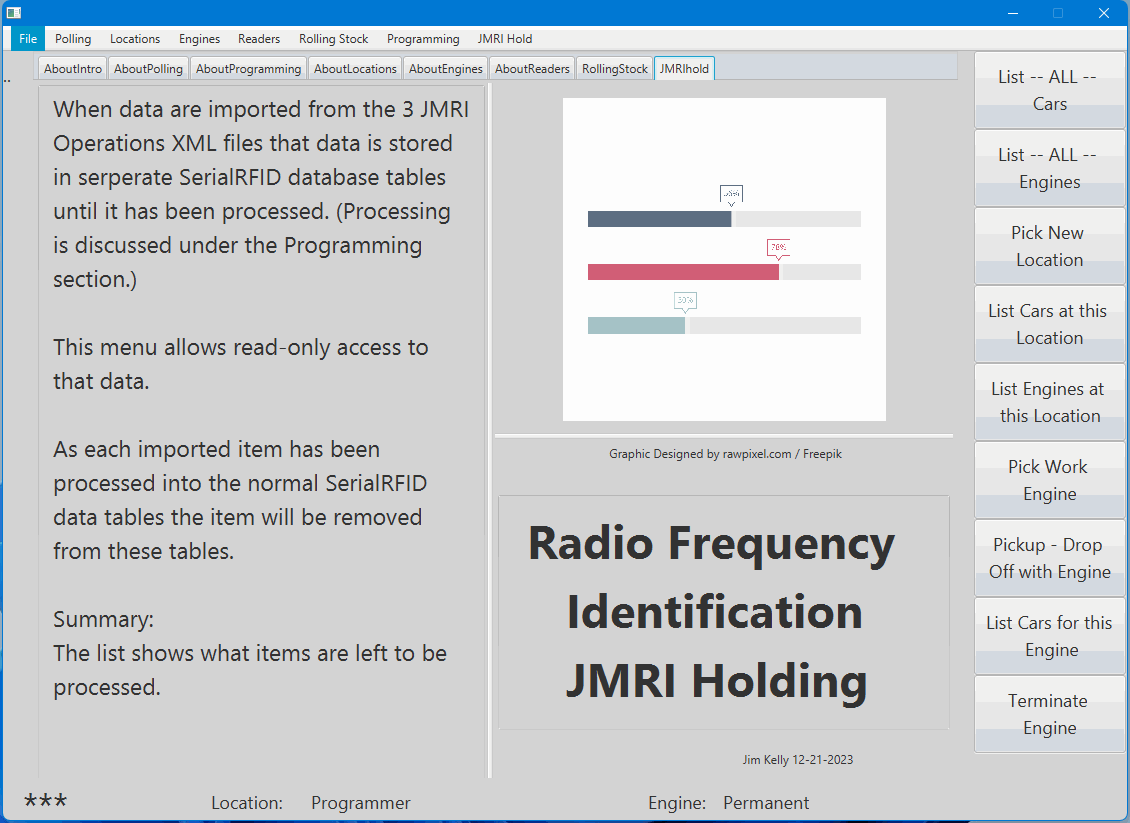 File Polling Locations Engines Readers Rolling Stock Programming JMRI Hold
AboutIntro AboutPolling AboutProgramming AboutLocations AboutEngines AboutReaders RollingStock JMRIhold
..
When data are imported from the 3 JMRI
Operations XML files that data is stored
in serperate SerialRFID database tables
until it has been processed. (Processing
is discussed under the Programming
section.)
This menu allows read-only access to
that data.
As each imported item has been
processed into the normal SerialRFID
data tables the item will be removed
from these tables.
Summary:
The list shows what items are left to be
processed.
78%
30%
Graphic Designed by rawpixel.com / Freepik
Radio Frequency
Identification
JMRI Holding
Jim Kelly 12-21-2023
List -- ALL --
Cars
List -- ALL --
Engines
Pick New
Location
List Cars at this
Location
List Engines at
this Location
Pick Work
Engine
Pickup - Drop
Off with Engine
List Cars for this
Engine
Terminate
Engine
*** Location: Programmer Engine: Permanent